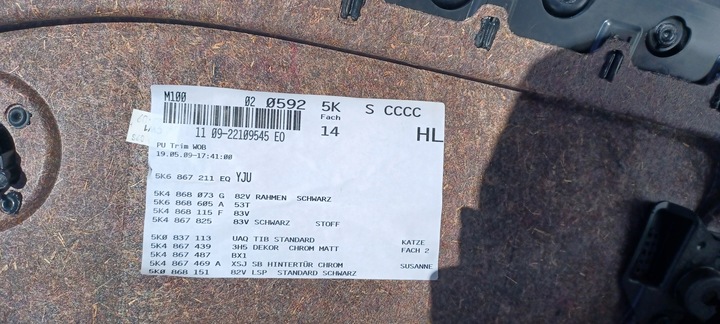 M100 02 0592 5K S CCCC
Fach
11 09-22109545 E0 14 HL
PU Trim WOB
19.05.09-17:41:00
5K6 867 211 EQ YJU
5K4 868 073 G 82V RAHMEN SCHWARZ
5K6 868 605 A 53T
5K4 868 115 F 83V
5K4 867 825 83V SCHWARZ STOFF
5K0 837 113 UAQ TIB STANDARD KATZE
5K4 867 439 3H5 DEKOR CHROM MATT FACH 2
5K4 867 487 BX1
5K4 867 469 A XSJ SB HINTERTÜR CHROM SUSANNE
5K0 868 151 82V LSP STANDARD SCHWARZ